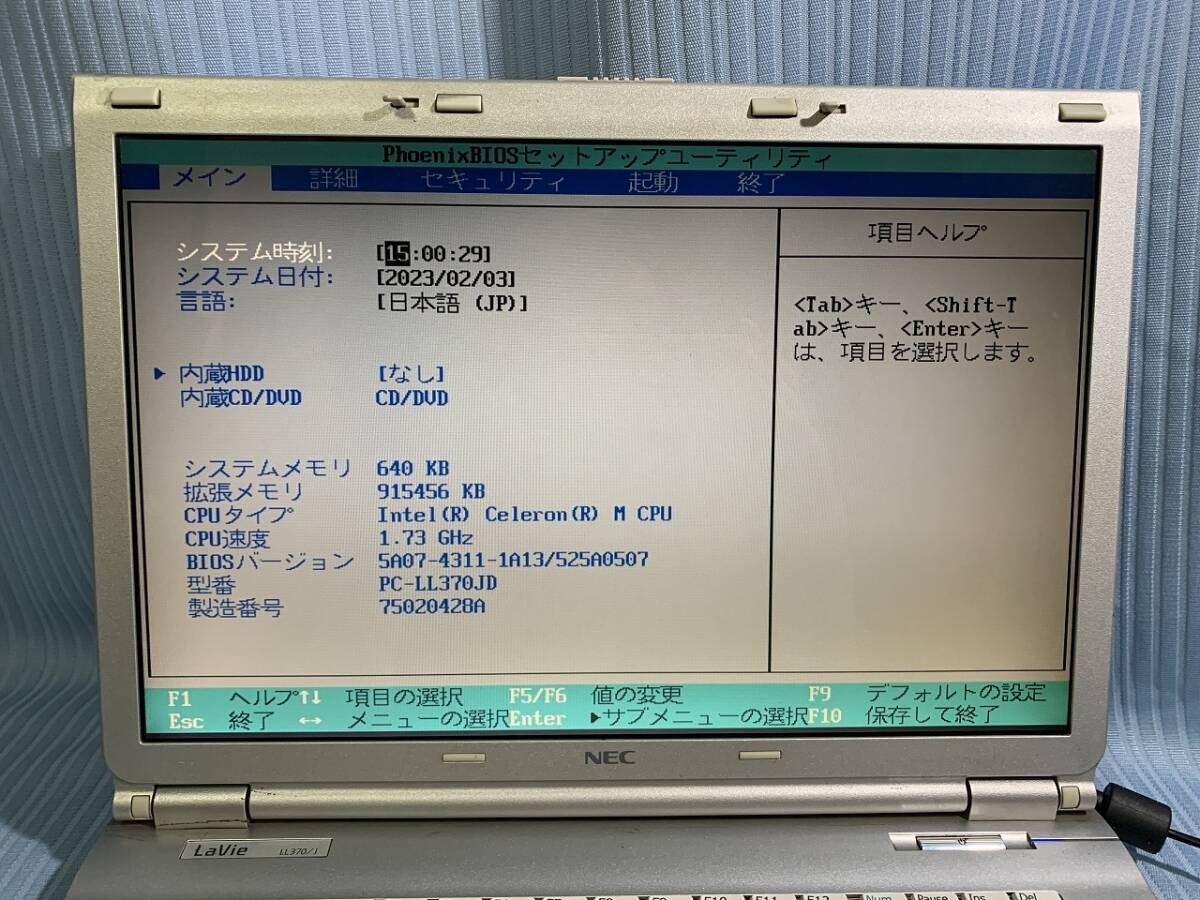 PhoenixBIOSセットアップユーティリティ
メイン 詳細 セキュリティ 起動 終了
項目ヘルプ
システム時刻: [15:00:29]
システム日付: [2023/02/03]
言語: [日本語 (JP)]
<Tab>キー、<Shift-T
ab>キー、<Enter>キー
は、項目を選択します。
▶ 内蔵HDD [なし]
内蔵CD/DVD CD/DVD
システムメモリ 640 KB
拡張メモリ 915456 KB
CPUタイプ Intel(R) Celeron(R) M CPU
CPU速度 1.73 GHz
BIOSバージョン 5A07-4311-1A13/525A0507
型番 PC-LL370JD
製造番号 75020428A
F1 ヘルプ ↑↓ 項目の選択 F5/F6 値の変更 F9 デフォルトの設定
Esc 終了 ↔ メニューの選択 Enter ▶サブメニューの選択 F10 保存して終了
NEC
LaVie LL370/J
F10 F11 F12 Num Pause Ins Del